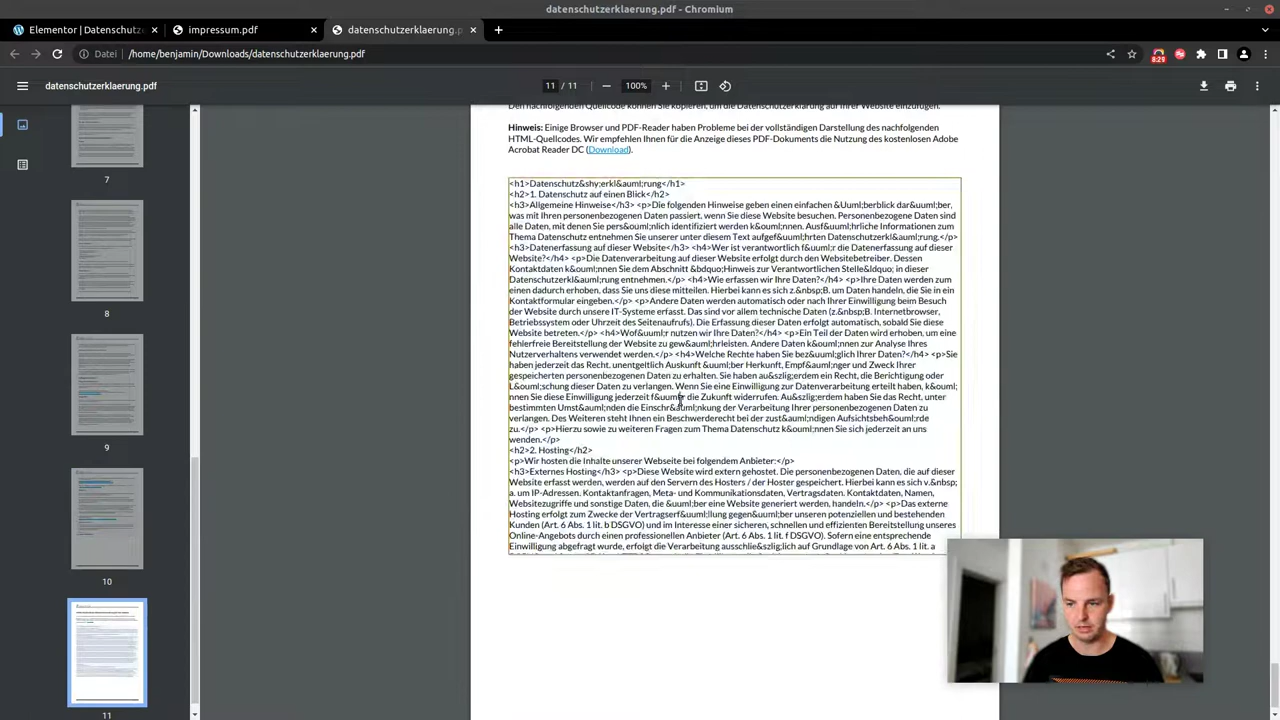 datenschutzerklaerung.pdf - Chromium
Elementor | Datenschutz
impressum.pdf
datenschutzerklaerung.p
Datei
/home/benjamin/Downloads/datenschutzerklaerung.pdf
8:29
datenschutzerklaerung.pdf
11 / 11
100%
7
8
9
10
11
Den nachfolgenden Quellcode können Sie kopieren, um die Datenschutzerklärung auf Ihrer Website einzufügen.
Hinweis: Einige Browser und PDF-Reader haben Probleme bei der vollständigen Darstellung des nachfolgenden
HTML-Quellcodes. Wir empfehlen Ihnen für die Anzeige dieses PDF-Dokuments die Nutzung des kostenlosen Adobe
Acrobat Reader DC (Download).
<h1>Datenschutz&shy;erkl&auml;rung</h1>
<h2>1. Datenschutz auf einen Blick</h2>
<h3>Allgemeine Hinweise</h3> <p>Die folgenden Hinweise geben einen einfachen &Uuml;berblick dar&uuml;ber,
was mit Ihren personenbezogenen Daten passiert, wenn Sie diese Website besuchen. Personenbezogene Daten sind
alle Daten, mit denen Sie pers&ouml;nlich identifiziert werden k&ouml;nnen. Ausf&uuml;hrliche Informationen zum
Thema Datenschutz entnehmen Sie unserer unter diesem Text aufgef&uuml;hrten Datenschutzerkl&auml;rung.</p>
<h3>Datenerfassung auf dieser Website</h3> <h4>Wer ist verantwortlich f&uuml;r die Datenerfassung auf dieser
Website?</h4> <p>Die Datenverarbeitung auf dieser Website erfolgt durch den Websitebetreiber. Dessen
Kontaktdaten k&ouml;nnen Sie dem Abschnitt &bdquo;Hinweis zur Verantwortlichen Stelle&ldquo; in dieser
Datenschutzerkl&auml;rung entnehmen.</p> <h4>Wie erfassen wir Ihre Daten?</h4> <p>Ihre Daten werden zum
einen dadurch erhoben, dass Sie uns diese mitteilen. Hierbei kann es sich z.&nbsp;B. um Daten handeln, die Sie in ein
Kontaktformular eingeben.</p> <p>Andere Daten werden automatisch oder nach Ihrer Einwilligung beim Besuch
der Website durch unsere IT-Systeme erfasst. Das sind vor allem technische Daten (z.&nbsp;B. Internetbrowser,
Betriebssystem oder Uhrzeit des Seitenaufrufs). Die Erfassung dieser Daten erfolgt automatisch, sobald Sie diese
Website betreten.</p> <h4>Wof&uuml;r nutzen wir Ihre Daten?</h4> <p>Ein Teil der Daten wird erhoben, um eine
fehlerfreie Bereitstellung der Website zu gew&auml;hrleisten. Andere Daten k&ouml;nnen zur Analyse Ihres
Nutzerverhaltens verwendet werden.</p> <h4>Welche Rechte haben Sie bez&uuml;glich Ihrer Daten?</h4> <p>Sie
haben jederzeit das Recht, unentgeltlich Auskunft &uuml;ber Herkunft, Empf&auml;nger und Zweck Ihrer
gespeicherten personenbezogenen Daten zu erhalten. Sie haben au&szlig;erdem ein Recht, die Berichtigung oder
L&ouml;schung dieser Daten zu verlangen. Wenn Sie eine Einwilligung zur Datenverarbeitung erteilt haben, k&ouml;
nnen Sie diese Einwilligung jederzeit f&uuml;r die Zukunft widerrufen. Au&szlig;erdem haben Sie das Recht, unter
bestimmten Umst&auml;nden die Einschr&auml;nkung der Verarbeitung Ihrer personenbezogenen Daten zu
verlangen. Des Weiteren steht Ihnen ein Beschwerderecht bei der zust&auml;ndigen Aufsichtsbeh&ouml;rde
zu.</p> <p>Hierzu sowie zu weiteren Fragen zum Thema Datenschutz k&ouml;nnen Sie sich jederzeit an uns
wenden.</p>
<h2>2. Hosting</h2>
<p>Wir hosten die Inhalte unserer Webseite bei folgendem Anbieter:</p>
<h3>Externes Hosting</h3> <p>Diese Website wird extern gehostet. Die personenbezogenen Daten, die auf dieser
Website erfasst werden, werden auf den Servern des Hosters / der Hoster gespeichert. Hierbei kann es sich v.&nbsp;
a. um IP-Adressen, Kontaktanfragen, Meta- und Kommunikationsdaten, Vertragsdaten, Kontaktdaten, Namen,
Websitezugriffe und sonstige Daten, die &uuml;ber eine Website generiert werden, handeln.</p> <p>Das externe
Hosting erfolgt zum Zwecke der Vertragserf&uuml;llung gegen&uuml;ber unseren potenziellen und bestehenden
Kunden (Art. 6 Abs. 1 lit. b DSGVO) und im Interesse einer sicheren, schnellen und effizienten Bereitstellung unseres
Online-Angebots durch einen professionellen Anbieter (Art. 6 Abs. 1 lit. f DSGVO). Sofern eine entsprechende
Einwilligung abgefragt wurde, erfolgt die Verarbeitung ausschlie&szlig;lich auf Grundlage von Art. 6 Abs. 1 lit. a